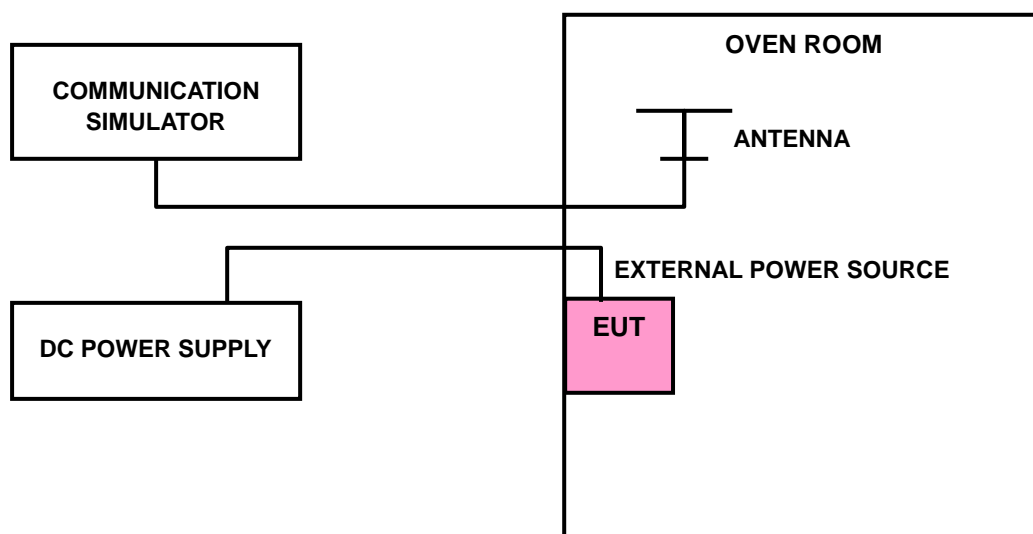 OVEN ROOM
COMMUNICATION
SIMULATOR
ANTENNA
EXTERNAL POWER SOURCE
EUT
DC POWER SUPPLY